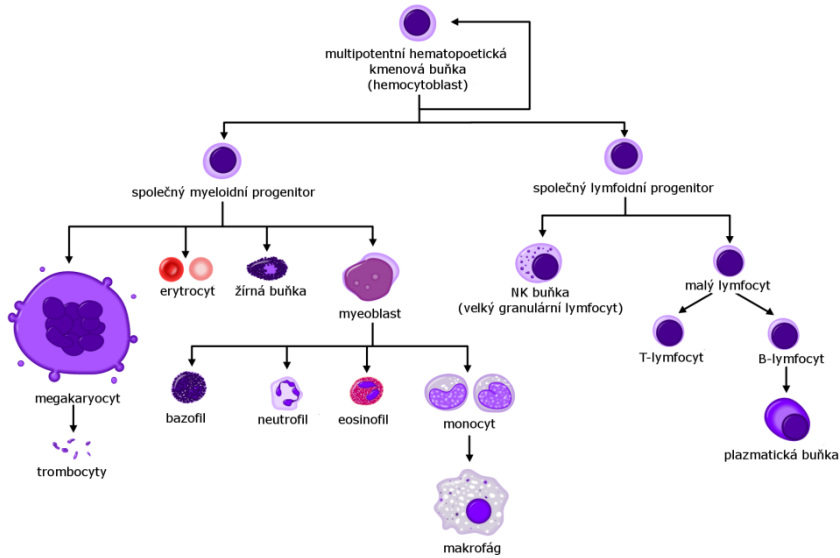 multipotentní hematopoetická
kmenová buňka
(hemocytoblast)
společný myeloidní progenitor
společný lymfoidní progenitor
erytrocyt
žírná buňka
myeoblast
NK buňka
(velký granulární lymfocyt)
malý lymfocyt
T-lymfocyt
B-lymfocyt
megakaryocyt
bazofil
neutrofil
eosinofil
monocyt
plazmatická buňka
trombocyty
makrofág